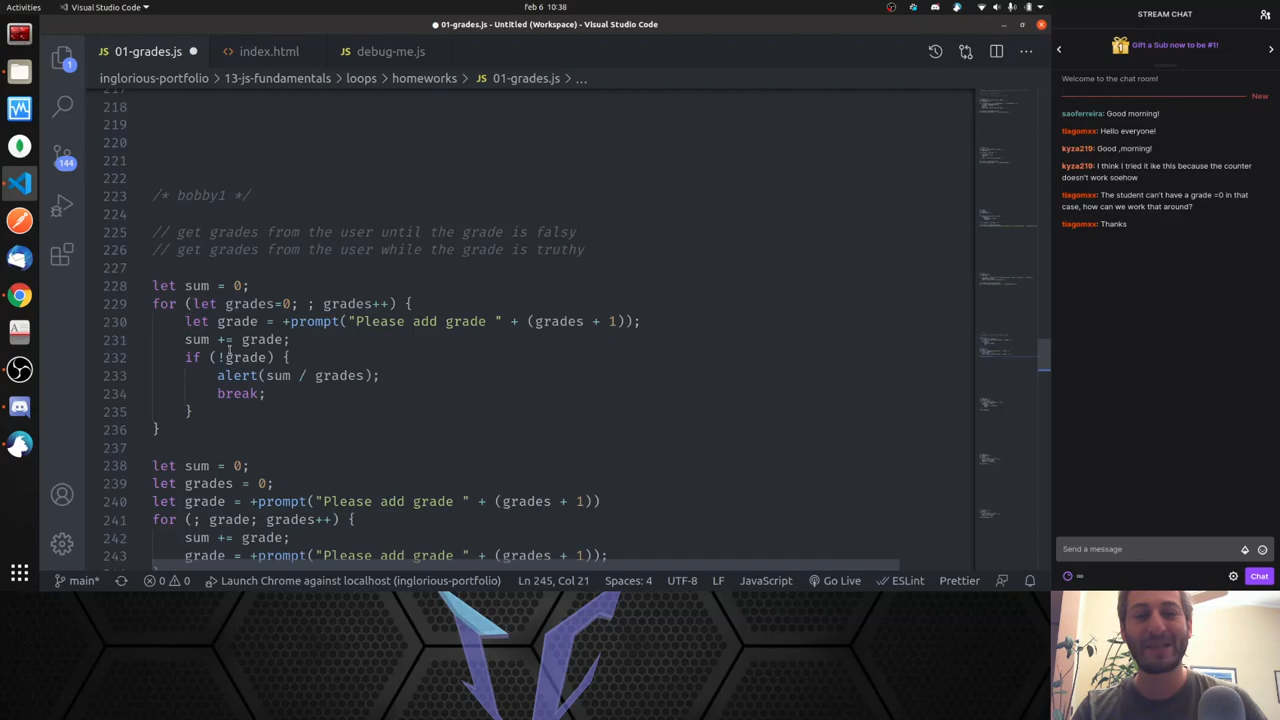 Activities
Visual Studio Code
feb 6 10:38
01-grades.js - Untitled (Workspace) - Visual Studio Code
JS 01-grades.js
index.html
JS debug-me.js
inglorious-portfolio > 13-js-fundamentals > loops > homeworks > JS 01-grades.js > ...
218
219
220
221
222
223 /* bobby1 */
224
225 // get grades from the user until the grade is falsy
226 // get grades from the user while the grade is truthy
227
228 let sum = 0;
229 for (let grades=0; ; grades++) {
230 let grade = +prompt("Please add grade " + (grades + 1));
231 sum += grade;
232 if (!grade) {
233 alert(sum / grades);
234 break;
235 }
236 }
237
238 let sum = 0;
239 let grades = 0;
240 let grade = +prompt("Please add grade " + (grades + 1))
241 for (; grade; grades++) {
242 sum += grade;
243 grade = +prompt("Please add grade " + (grades + 1));
1
144
main*
0 0
Launch Chrome against localhost (inglorious-portfolio)
Ln 245, Col 21
Spaces: 4
UTF-8
LF
JavaScript
Go Live
ESLint
Prettier
STREAM CHAT
1
Gift a Sub now to be #1!
Welcome to the chat room!
New
saoferreira: Good morning!
tiagomxx: Hello everyone!
kyza219: Good ,morning!
kyza219: I think I tried it ike this because the counter
doesn't work soehow
tiagomxx: The student can't have a grade =0 in that
case, how can we work that around?
tiagomxx: Thanks
Send a message
∞
Chat